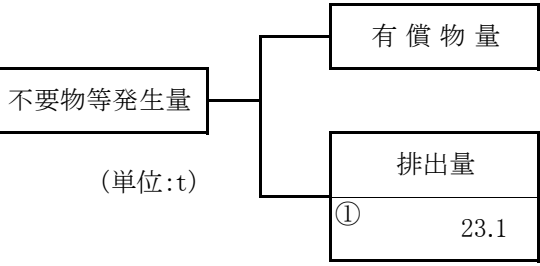 有償物量
不要物等発生量
(単位:t)
排出量
①
23.1